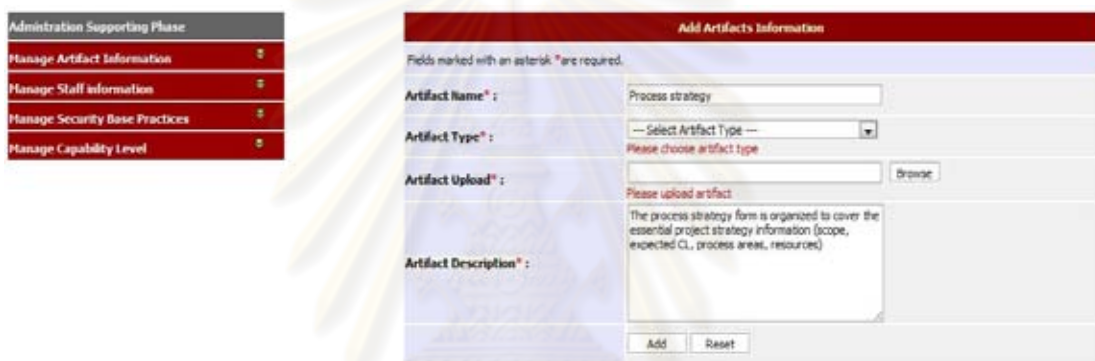 Admintration Supporting Phase
Manage Artifact Information
Manage Staff information
Manage Security Base Practices
Manage Capability Level
Add Artifacts Information
Fields marked with an asterisk *are required.
Artifact Name* :
Process strategy
Artifact Type* :
--- Select Artifact Type ---
Please choose artifact type
Artifact Upload* :
Browse
Please upload artifact
Artifact Description* :
The process strategy form is organized to cover the
essential project strategy information (scope,
expected CL, process areas, resources)
Add
Reset